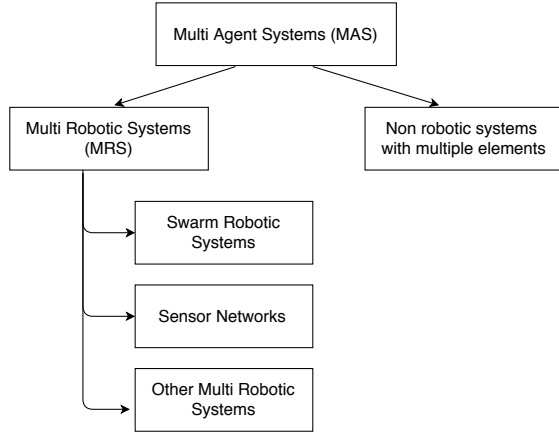 Multi Agent Systems (MAS)
Multi Robotic Systems
(MRS)
Non robotic systems
with multiple elements
Swarm Robotic
Systems
Sensor Networks
Other Multi Robotic
Systems